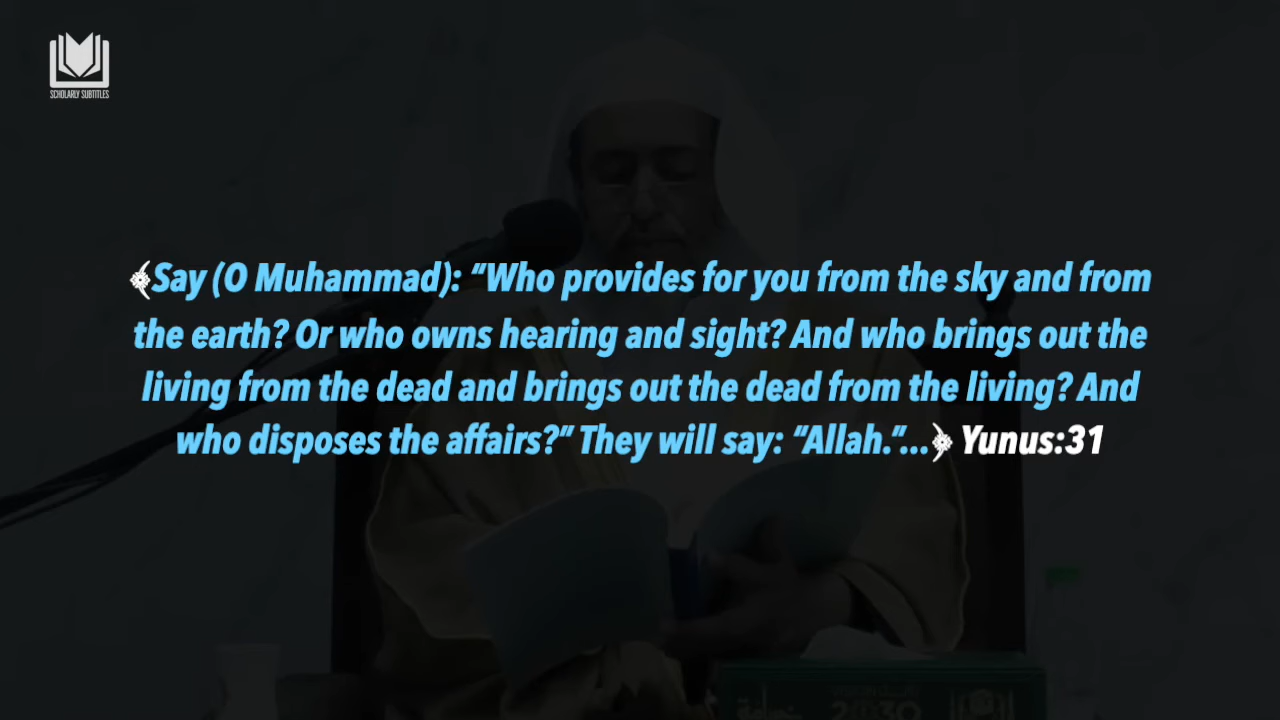 SCHOLARLY SUBTITLES
﴾Say (O Muhammad): “Who provides for you from the sky and from
the earth? Or who owns hearing and sight? And who brings out the
living from the dead and brings out the dead from the living? And
who disposes the affairs?” They will say: “Allah.”...﴿ Yunus:31